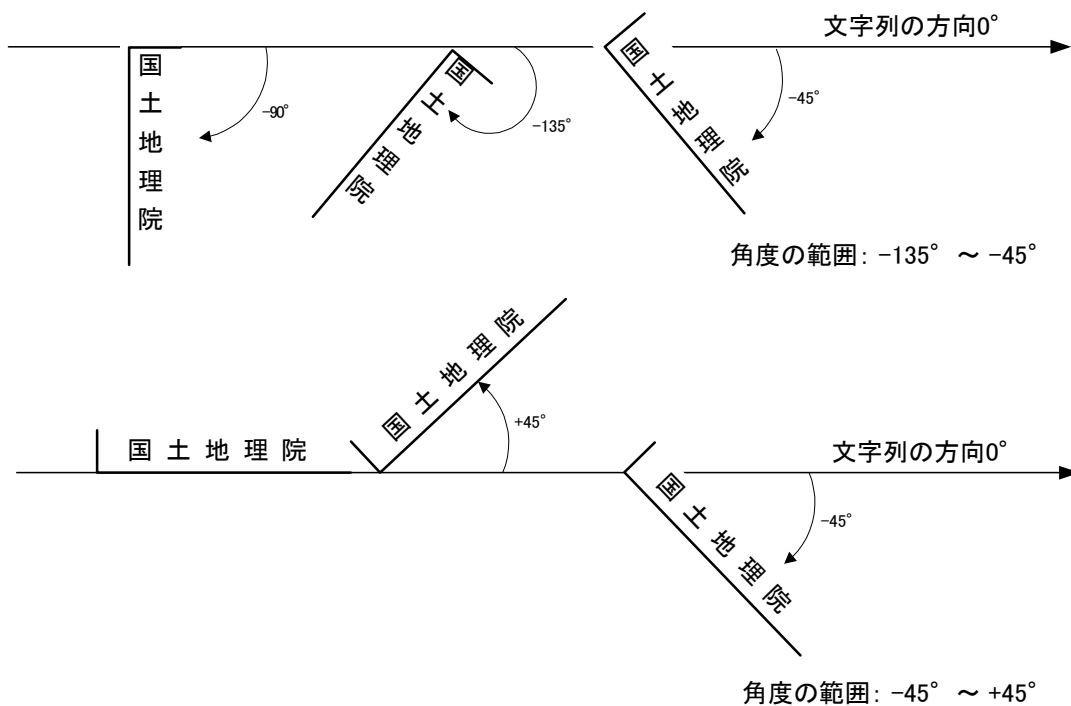 文字列の方向0°
国土地理院
-90°
国土地理院
-135°
国土地理院
-45°
角度の範囲: -135° ～ -45°
国土地理院
国土地理院
+45°
文字列の方向0°
国土地理院
-45°
角度の範囲: -45° ～ +45°